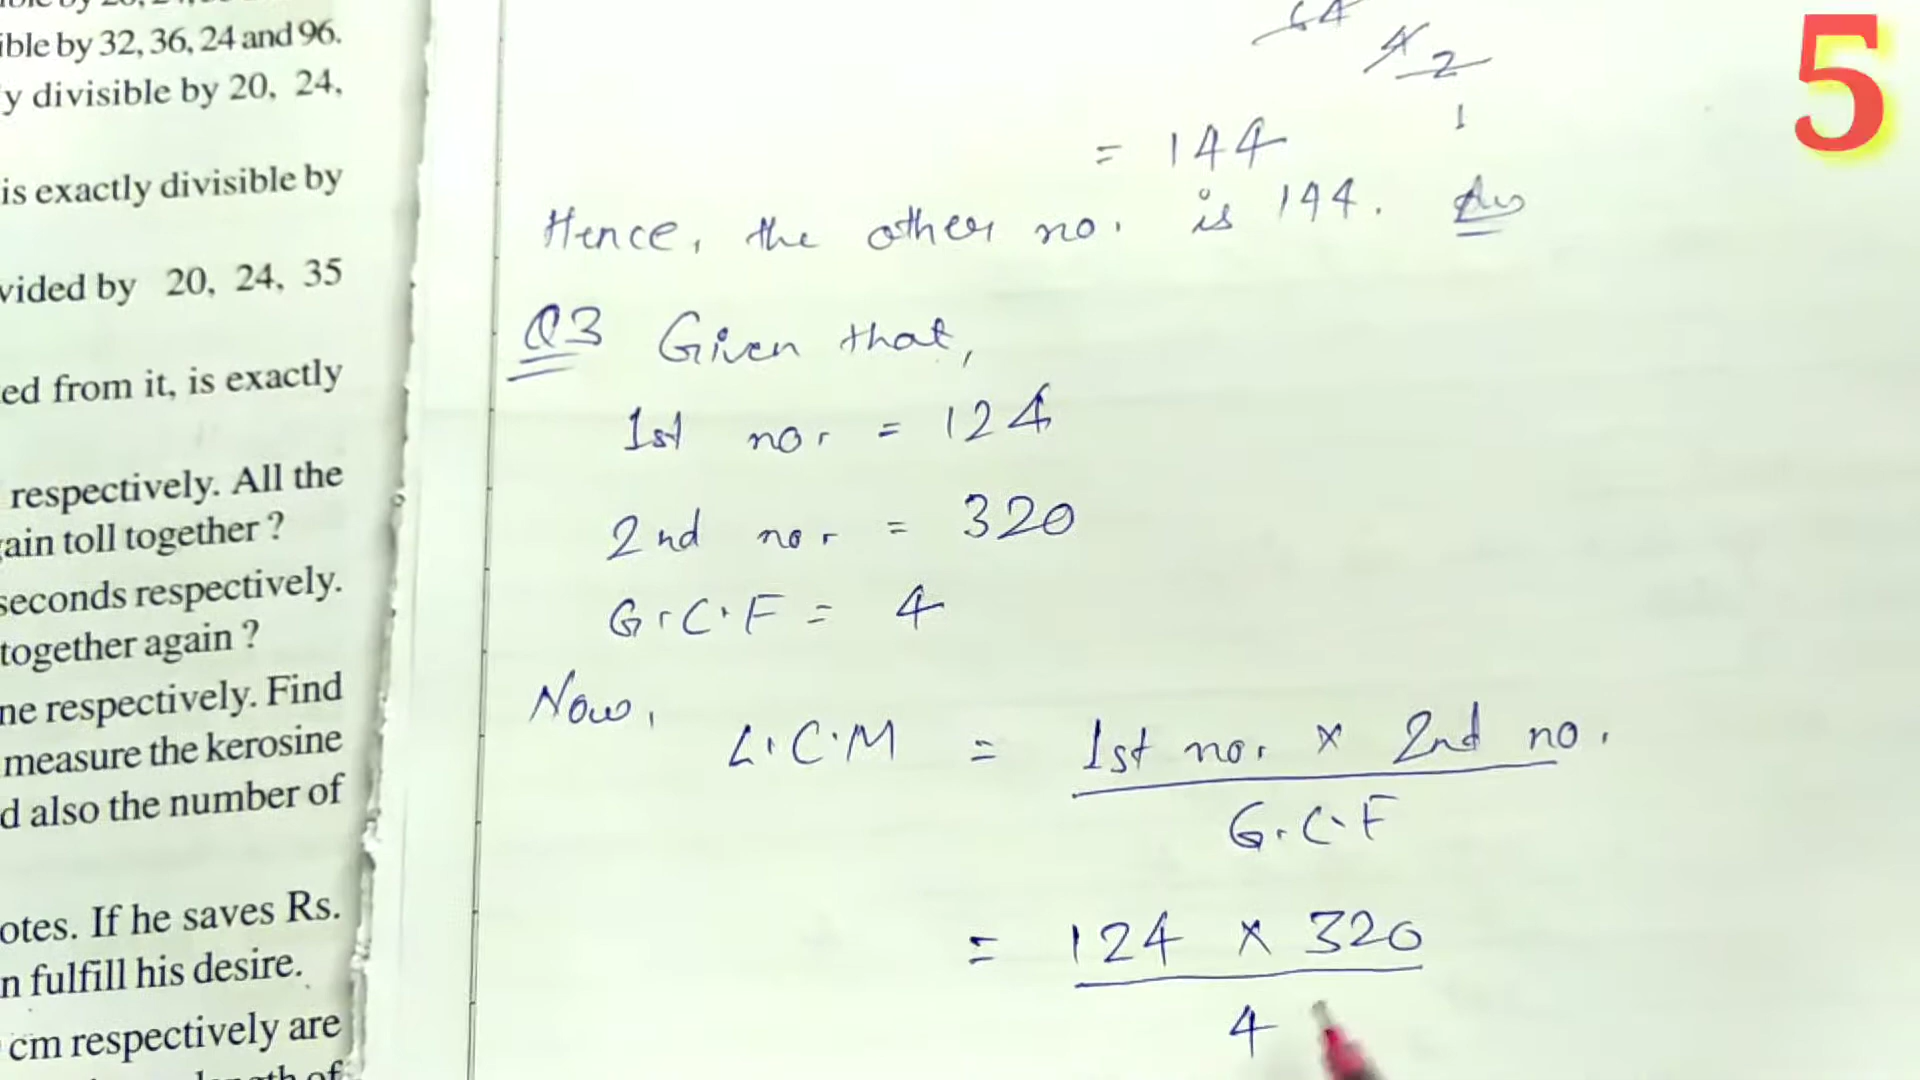 ible by 32, 36, 24 and 96.
y divisible by 20, 24,
is exactly divisible by
vided by 20, 24, 35
ed from it, is exactly
respectively. All the
ain toll together ?
seconds respectively.
together again ?
ne respectively. Find
measure the kerosine
d also the number of
otes. If he saves Rs.
n fulfill his desire.
cm respectively are
5
2
1
= 144
Hence, the other no. is 144. Ans
Q3 Given that,
1st no. = 124
2nd no. = 320
G.C.F = 4
Now,
L.C.M = 1st no. × 2nd no.
G.C.F
= 124 × 320
4